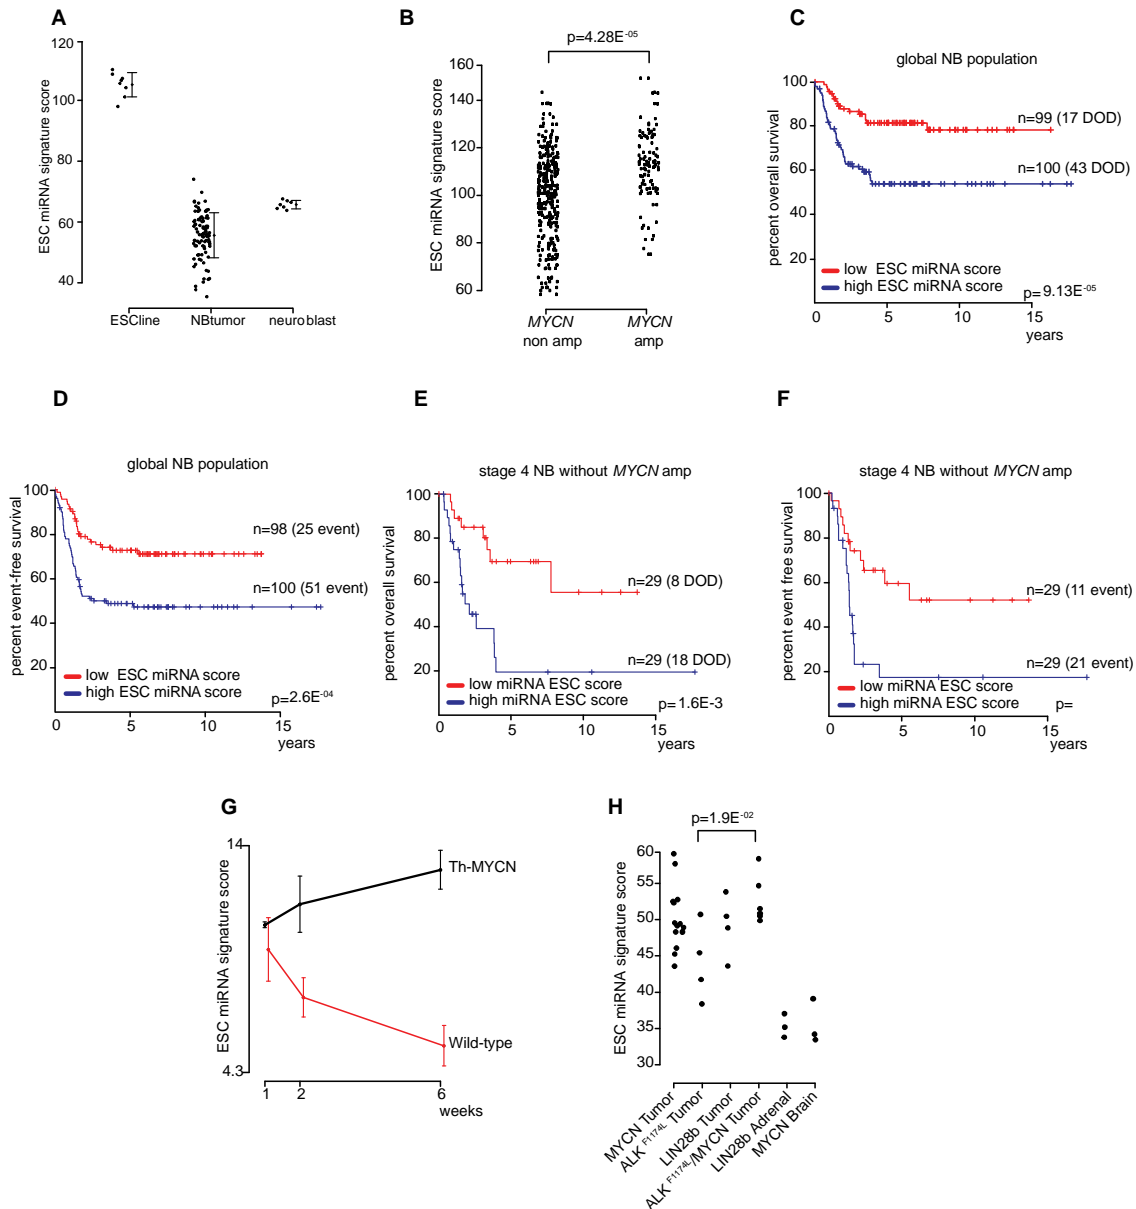 A
ESC miRNA signature score
120
100
80
60
40
ESCline
NBtumor
neuroblast
B
p=4.28E-05
ESC miRNA signature score
160
140
120
100
80
60
MYCN
non amp
MYCN
amp
C
global NB population
percent overall survival
100
80
60
40
20
n=99 (17 DOD)
n=100 (43 DOD)
low ESC miRNA score
high ESC miRNA score
p=9.13E-05
0
5
10
15
years
D
global NB population
percent event-free survival
100
80
60
40
20
n=98 (25 event)
n=100 (51 event)
low ESC miRNA score
high ESC miRNA score
p=2.6E-04
0
5
10
15
years
E
stage 4 NB without MYCN amp
percent overall survival
100
80
60
40
20
n=29 (8 DOD)
n=29 (18 DOD)
low miRNA ESC score
high miRNA ESC score
p=1.6E-3
0
5
10
15
years
F
stage 4 NB without MYCN amp
percent event free survival
100
80
60
40
20
n=29 (11 event)
n=29 (21 event)
low miRNA ESC score
high miRNA ESC score
p=
0
5
10
15
years
G
ESC miRNA signature score
14
4.3
Th-MYCN
Wild-type
1
2
6
weeks
H
p=1.9E-02
ESC miRNA signature score
60
55
50
45
40
35
30
MYCN Tumor
ALK F1174L Tumor
LIN28b Tumor
ALK F1174L/MYCN Tumor
LIN28b Adrenal
MYCN Brain